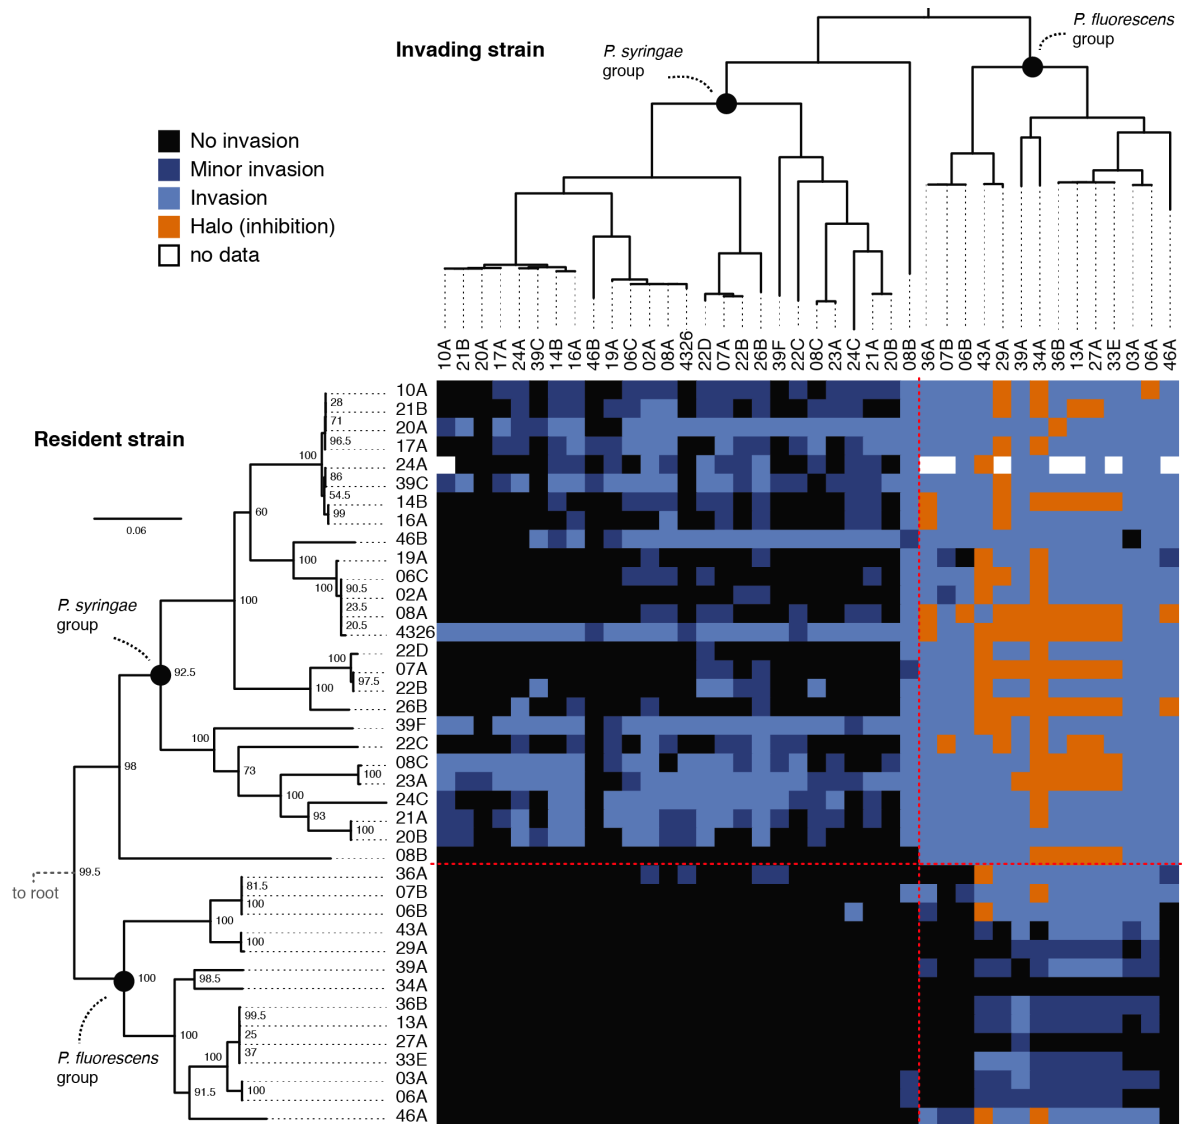 P. fluorescens
group
Invading strain
P. syringae
group
No invasion
Minor invasion
Invasion
Halo (inhibition)
no data
10A 21B 20A 17A 24A 39C 14B 16A 46B 19A 06C 02A 08A 4326 22D 07A 22B 26B 39F 22C 08C 23A 24C 21A 20B 08B 36A 07B 06B 43A 29A 39A 34A 36B 13A 27A 33E 03A 06A 46A
Resident strain
10A
28
21B
71
20A
96.5
17A
100
24A
86
39C
54.5
14B
99
16A
0.06
60
46B
100
19A
100
06C
90.5
02A
23.5
08A
20.5
4326
P. syringae
group
100
22D
100
07A
97.5
22B
92.5
100
26B
39F
100
22C
08C
98
73
100
23A
100
24C
93
21A
100
20B
08B
to root
99.5
36A
81.5
07B
100
06B
100
43A
100
29A
100
39A
98.5
34A
36B
99.5
13A
100
25
27A
37
33E
100
P. fluorescens
group
03A
91.5
100
06A
46A